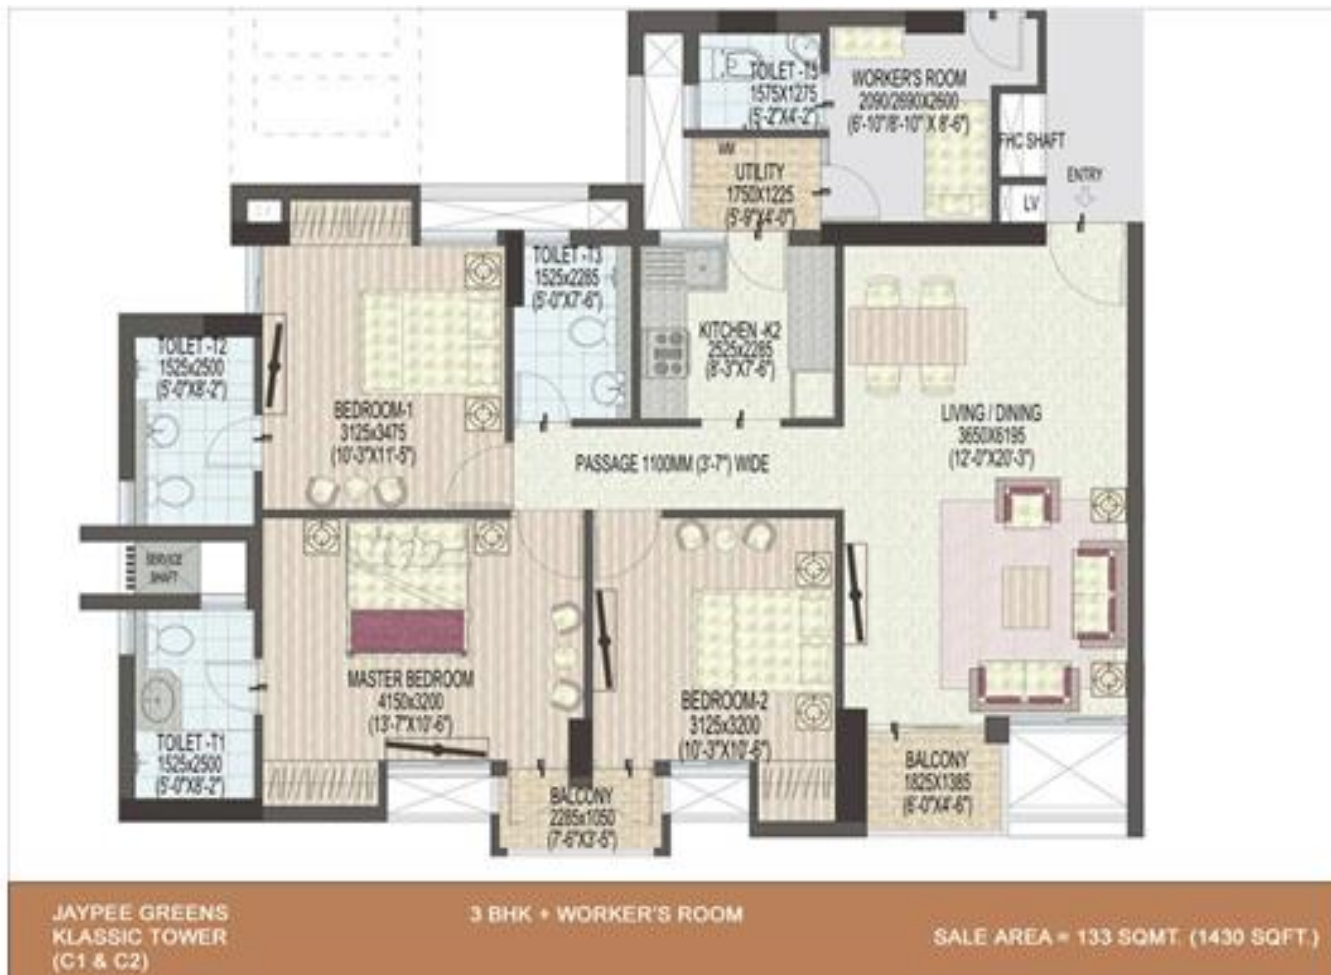 TOILET -T5
1575X1275
(5'-2"X4'-2")
WORKER'S ROOM
2090/2690X2600
(6'-10"/8'-10" X 8'-6")
FHC SHAFT
WM
UTILITY
1750X1225
(5'-9"X4'-0")
ENTRY
LV
TOILET -T3
1525x2285
(5'-0"X7'-6")
TOILET -T2
1525x2500
(5'-0"X8'-2")
KITCHEN -K2
2525x2285
(8'-3"X7'-6")
BEDROOM-1
3125x3475
(10'-3"X11'-5")
LIVING / DINING
3650X6195
(12'-0"X20'-3")
PASSAGE 1100MM (3'-7") WIDE
SERVICE
SHAFT
MASTER BEDROOM
4150x3200
(13'-7"X10'-6")
BEDROOM-2
3125x3200
(10'-3"X10'-6")
TOILET -T1
1525x2500
(5'-0"X8'-2")
BALCONY
2285x1050
(7'-6"X3'-5")
BALCONY
1825X1385
(6'-0"X4'-6")
JAYPEE GREENS
KLASSIC TOWER
(C1 & C2)
3 BHK + WORKER'S ROOM
SALE AREA = 133 SQMT. (1430 SQFT.)